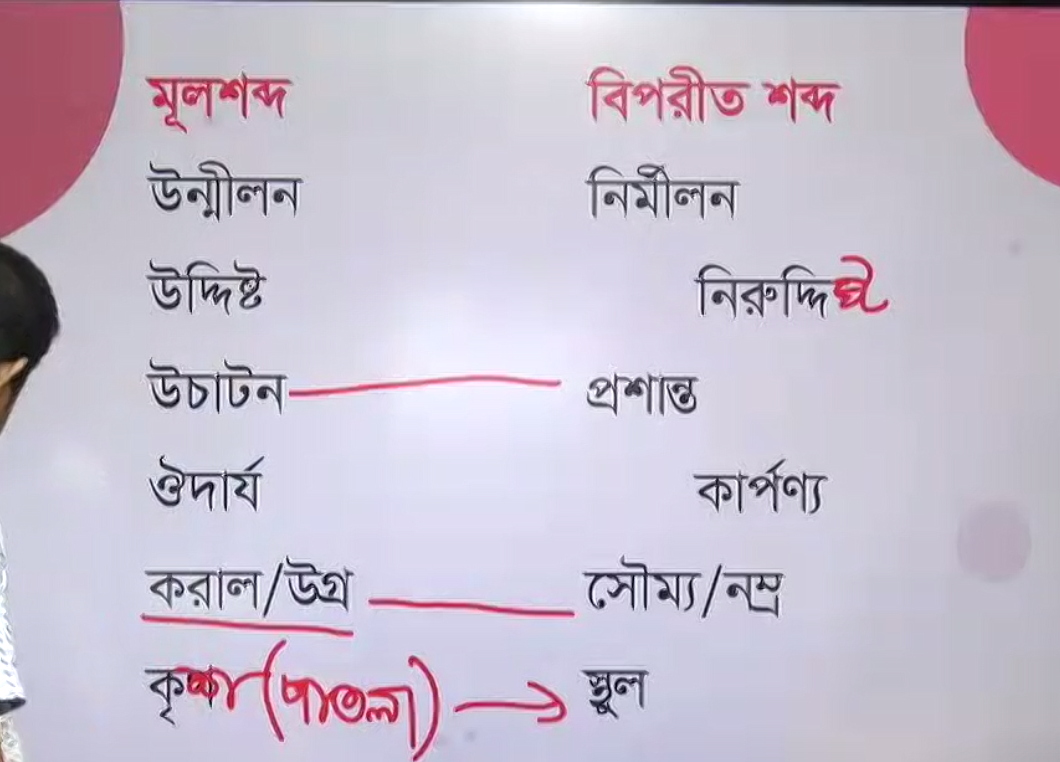 মূলশব্দ বিপরীত শব্দ
উন্মীলন নিমীলন
উদ্দিষ্ট নিরুদ্দিষ্ট
উচাটন প্রশান্ত
ঔদার্য কার্পণ্য
করাল/উগ্র সৌম্য/নম্র
কৃশ (পাতলা) → স্থুল